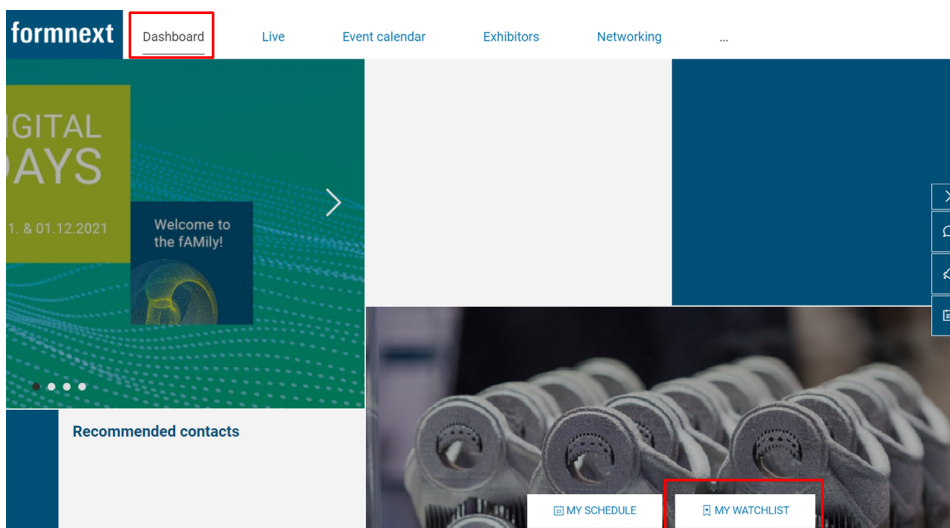 formnext
Dashboard
Live
Event calendar
Exhibitors
Networking
...
AYS
1. & 01.12.2021
Welcome to
the fAMily!
Recommended contacts
MY SCHEDULE
MY WATCHLIST